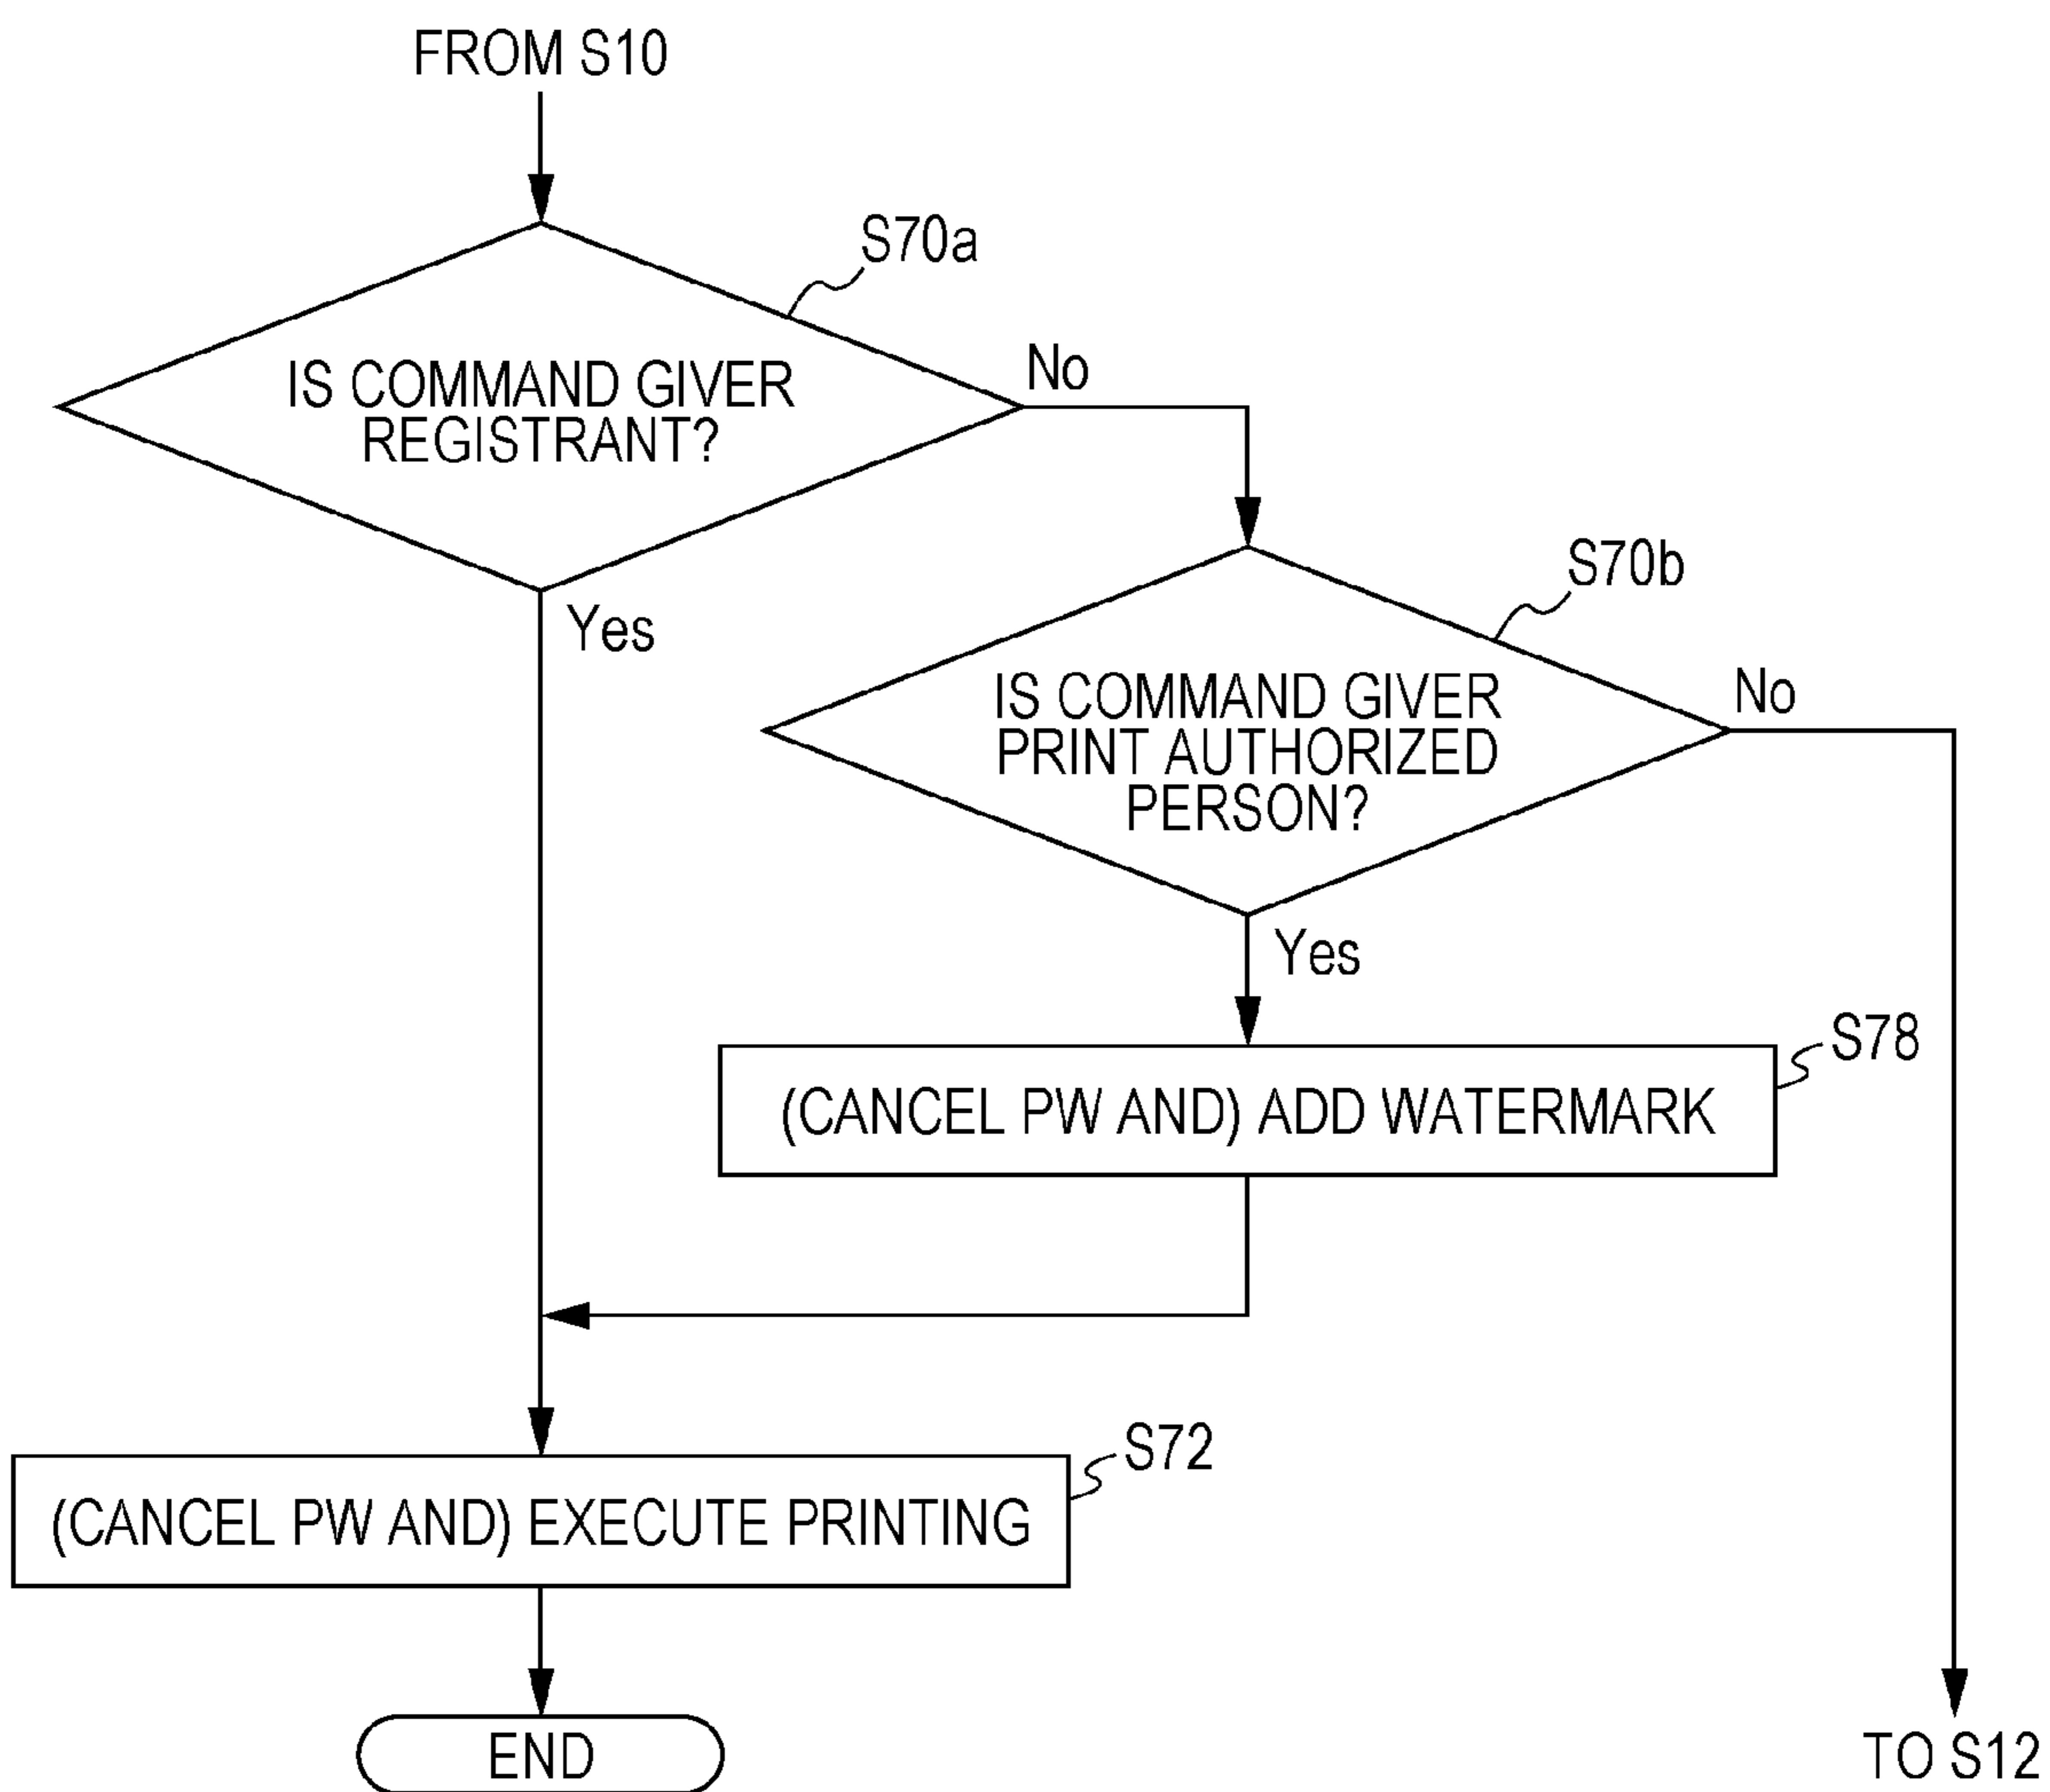 FROM S10
S70a
IS COMMAND GIVER
REGISTRANT?
No
Yes
S70b
IS COMMAND GIVER
PRINT AUTHORIZED
PERSON?
No
Yes
S78
(CANCEL PW AND) ADD WATERMARK
S72
(CANCEL PW AND) EXECUTE PRINTING
END
TO S12